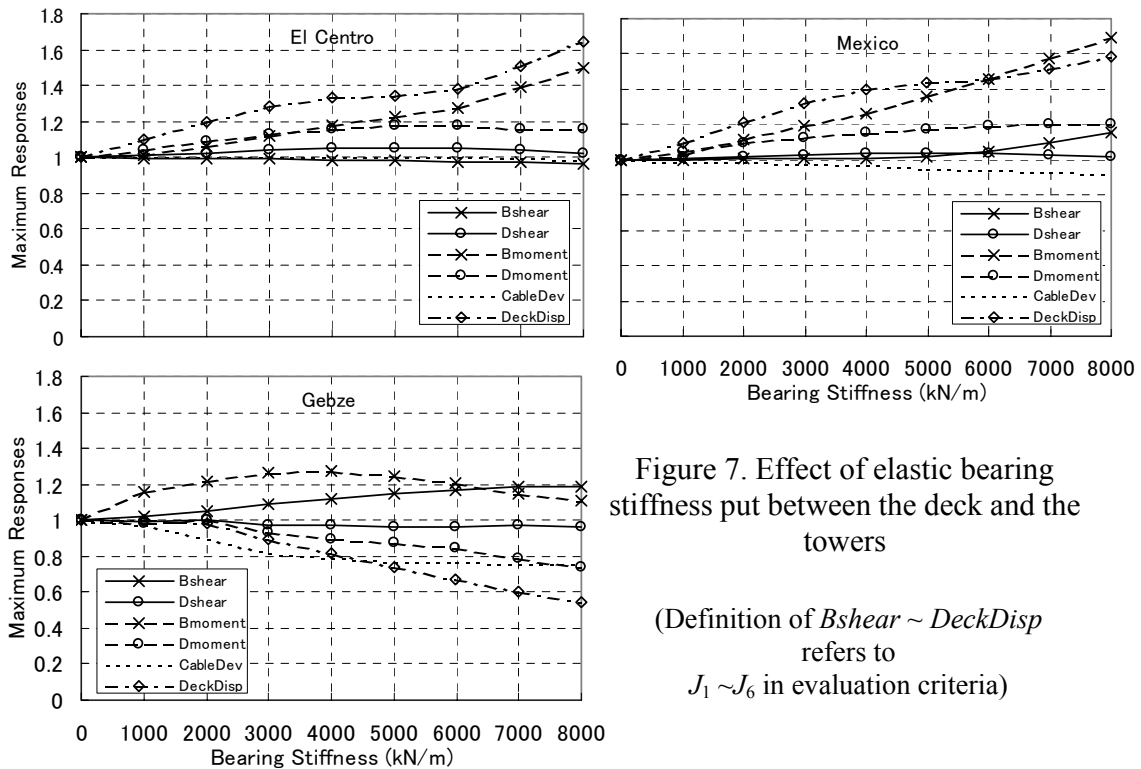 El Centro
Maximum Responses
1.8
1.6
1.4
1.2
1
0.8
0.6
0.4
0.2
0
Bshear
Dshear
Bmoment
Dmoment
CableDev
DeckDisp
Mexico
Bshear
Dshear
Bmoment
Dmoment
CableDev
DeckDisp
0 1000 2000 3000 4000 5000 6000 7000 8000
Bearing Stiffness (kN/m)
Gebze
Maximum Responses
1.8
1.6
1.4
1.2
1
0.8
0.6
0.4
0.2
0
Bshear
Dshear
Bmoment
Dmoment
CableDev
DeckDisp
0 1000 2000 3000 4000 5000 6000 7000 8000
Bearing Stiffness (kN/m)
Figure 7. Effect of elastic bearing
stiffness put between the deck and the
towers
(Definition of Bshear ~ DeckDisp
refers to
J1 ~J6 in evaluation criteria)